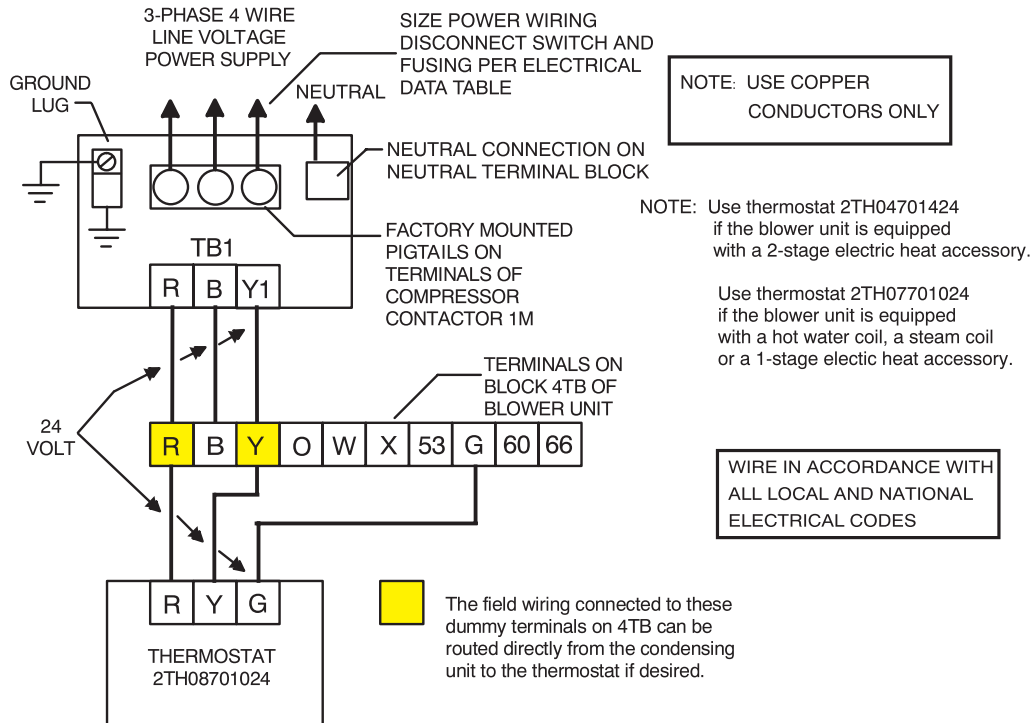 3-PHASE 4 WIRE
LINE VOLTAGE
POWER SUPPLY
SIZE POWER WIRING
DISCONNECT SWITCH AND
FUSING PER ELECTRICAL
DATA TABLE
GROUND
LUG
NEUTRAL
NOTE: USE COPPER
CONDUCTORS ONLY
NEUTRAL CONNECTION ON
NEUTRAL TERMINAL BLOCK
NOTE: Use thermostat 2TH04701424
if the blower unit is equipped
with a 2-stage electric heat accessory.
Use thermostat 2TH07701024
if the blower unit is equipped
with a hot water coil, a steam coil
or a 1-stage electic heat accessory.
FACTORY MOUNTED
PIGTAILS ON
TERMINALS OF
COMPRESSOR
CONTACTOR 1M
TB1
R B Y1
TERMINALS ON
BLOCK 4TB OF
BLOWER UNIT
24
VOLT
R B Y O W X 53 G 60 66
WIRE IN ACCORDANCE WITH
ALL LOCAL AND NATIONAL
ELECTRICAL CODES
R Y G
THERMOSTAT
2TH08701024
The field wiring connected to these
dummy terminals on 4TB can be
routed directly from the condensing
unit to the thermostat if desired.